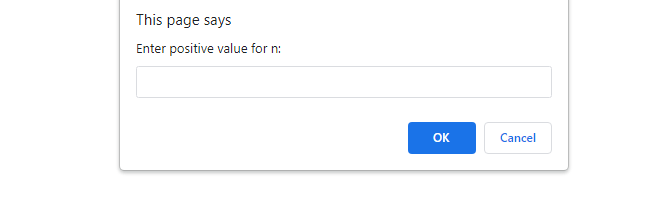 This page says
Enter positive value for n:
OK
Cancel